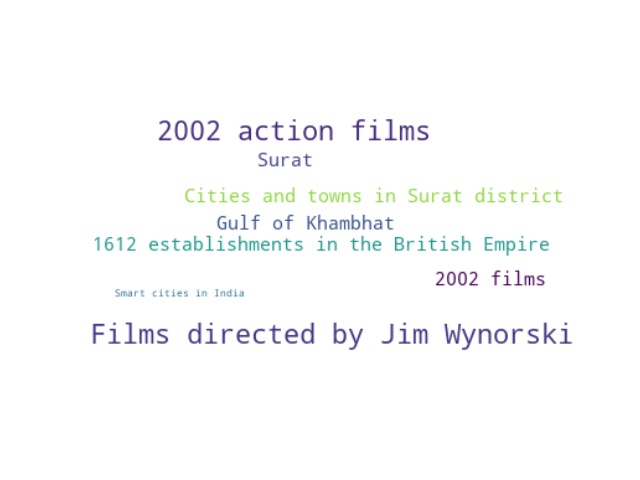 2002 action films
Surat
Cities and towns in Surat district
Gulf of Khambhat
1612 establishments in the British Empire
2002 films
Smart cities in India
Films directed by Jim Wynorski